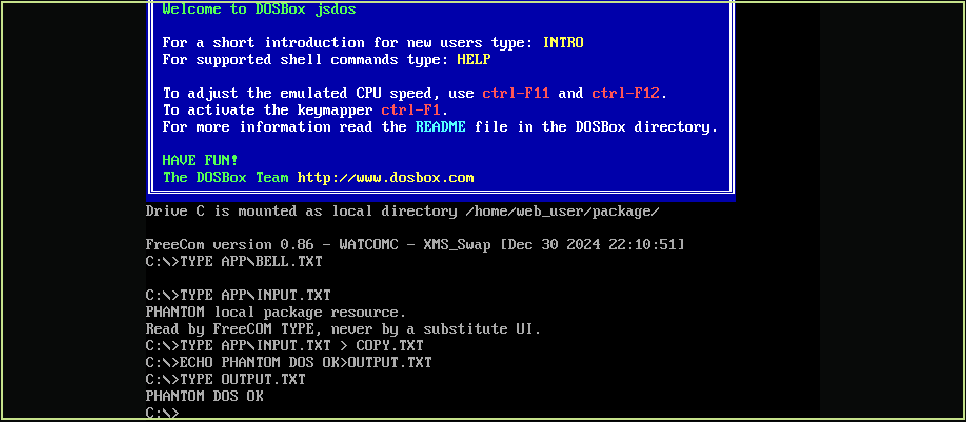 Welcome to DOSBox jsdos
For a short introduction for new users type: INTRO
For supported shell commands type: HELP
To adjust the emulated CPU speed, use ctrl-F11 and ctrl-F12.
To activate the keymapper ctrl-F1.
For more information read the README file in the DOSBox directory.
HAVE FUN!
The DOSBox Team http://www.dosbox.com
Drive C is mounted as local directory /home/web_user/package/
FreeCom version 0.86 - WATCOMC - XMS_Swap [Dec 30 2024 22:10:51]
C:\>TYPE APP\BELL.TXT
C:\>TYPE APP\INPUT.TXT
PHANTOM local package resource.
Read by FreeCOM TYPE, never by a substitute UI.
C:\>TYPE APP\INPUT.TXT > COPY.TXT
C:\>ECHO PHANTOM DOS OK>OUTPUT.TXT
C:\>TYPE OUTPUT.TXT
PHANTOM DOS OK
C:\>